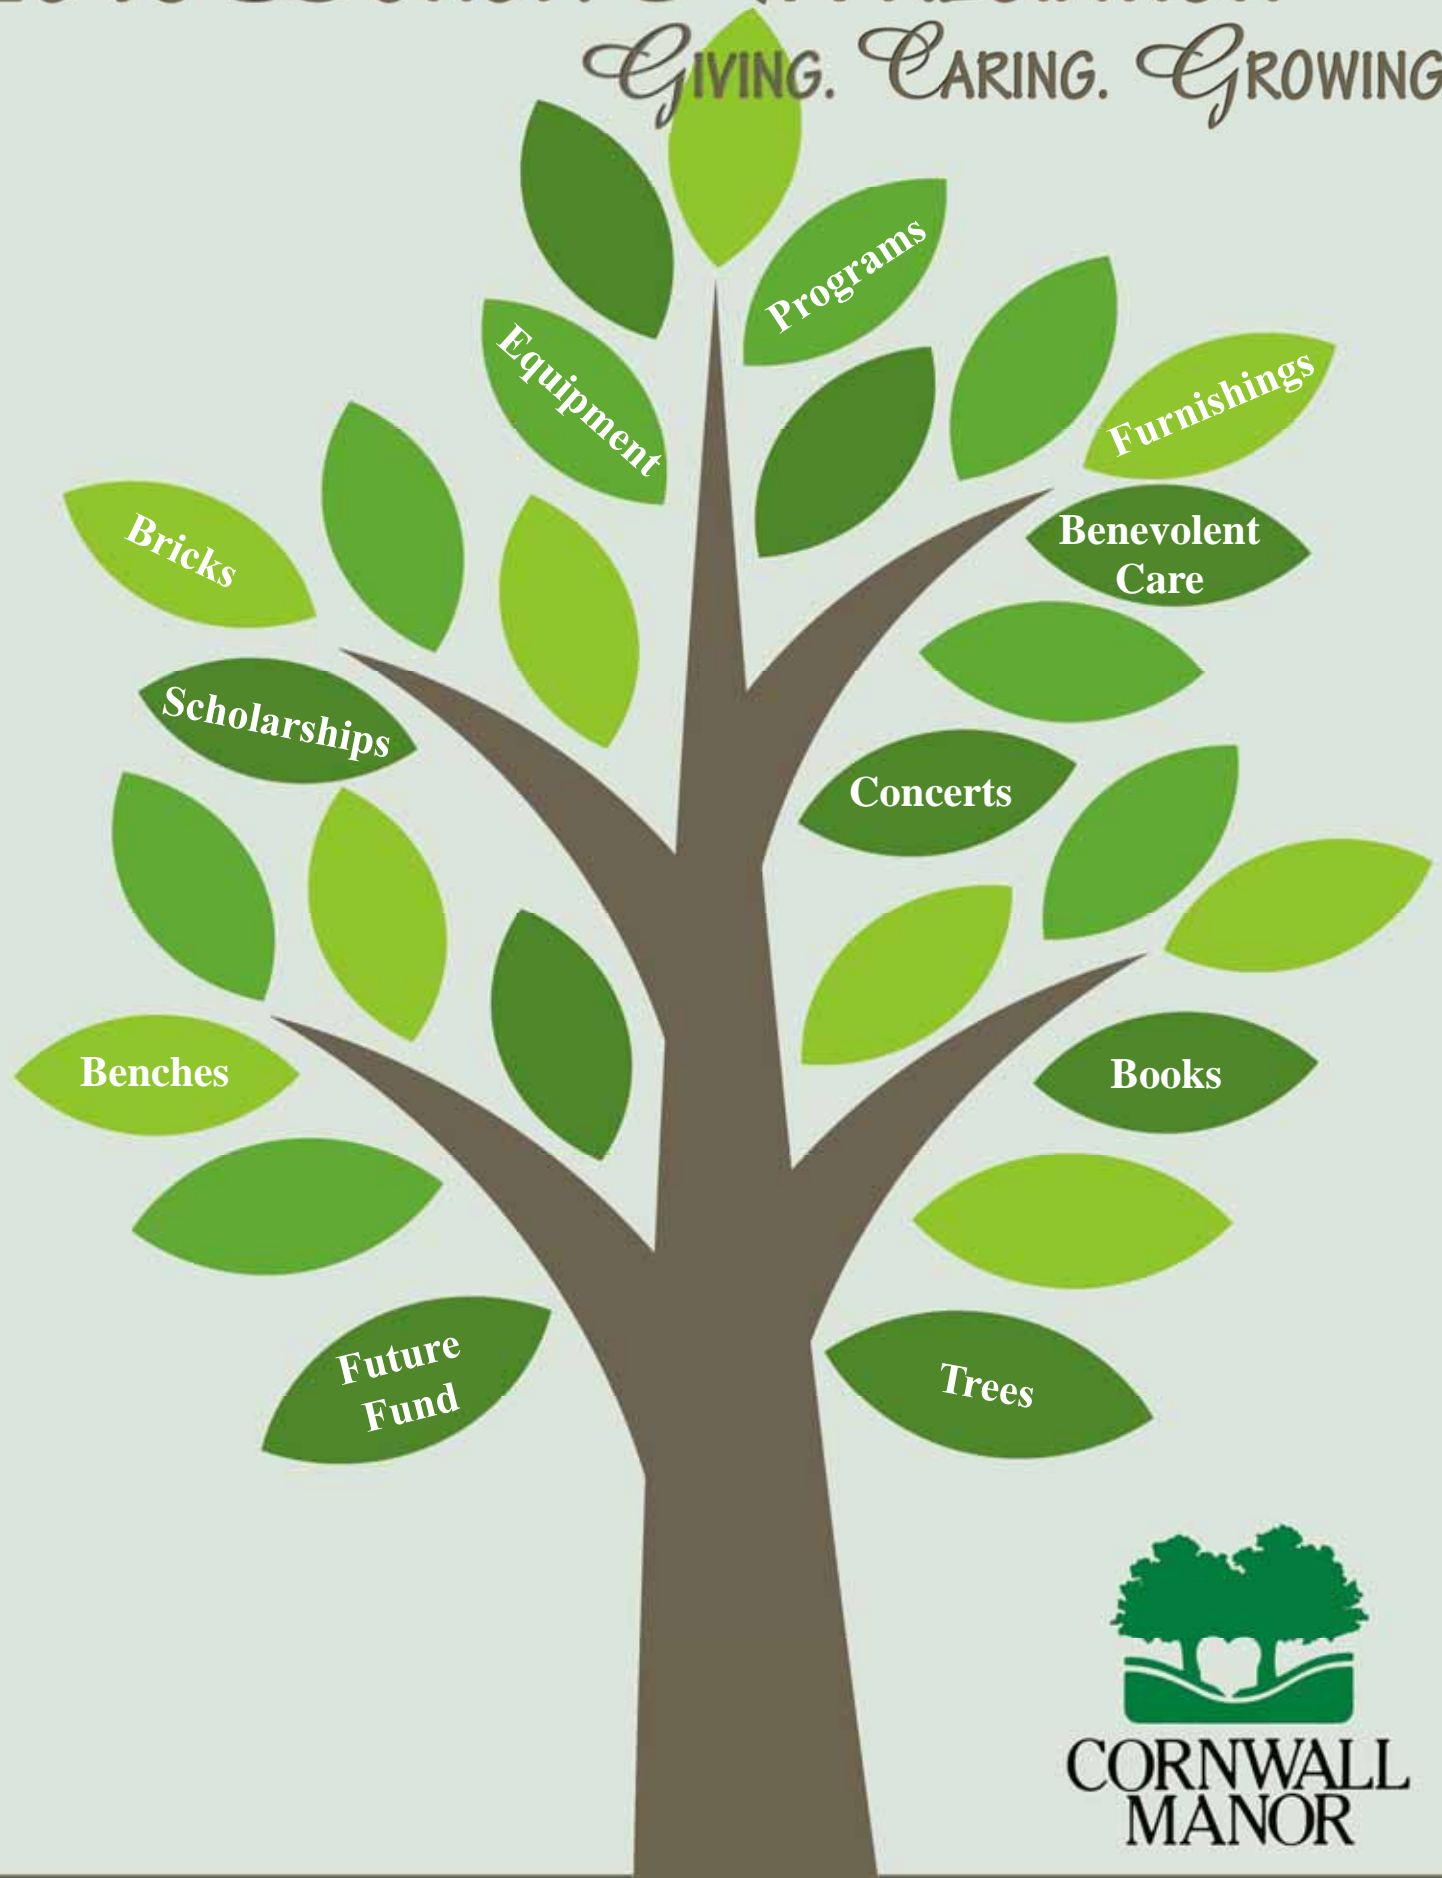 Giving. Caring. Growing
Programs
Equipment
Furnishings
Bricks
Benevolent
Care
Scholarships
Concerts
Benches
Books
Future
Fund
Trees
CORNWALL
MANOR